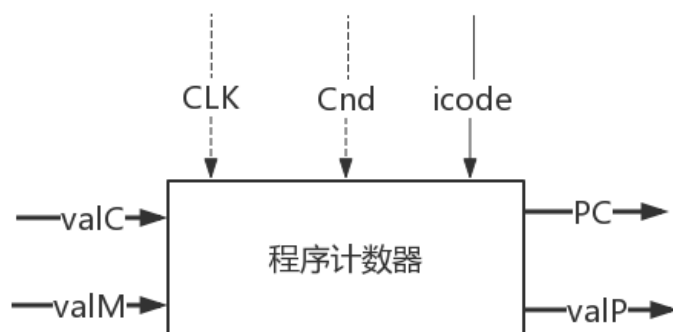 CLK Cnd icode
valC
PC
程序计数器
valM
valP